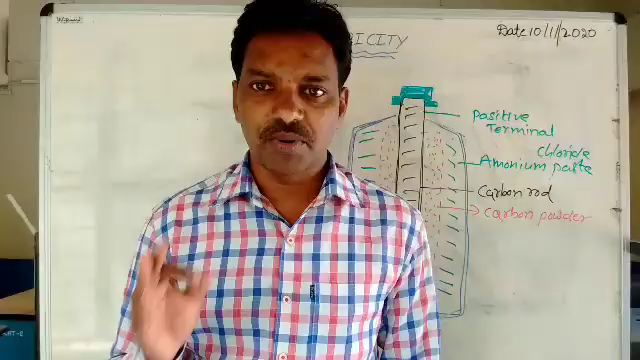 ICITY
Date 10/11/2020
Positive
Terminal
Chloride
Amonium paste
Carbon rod
Carbon powder